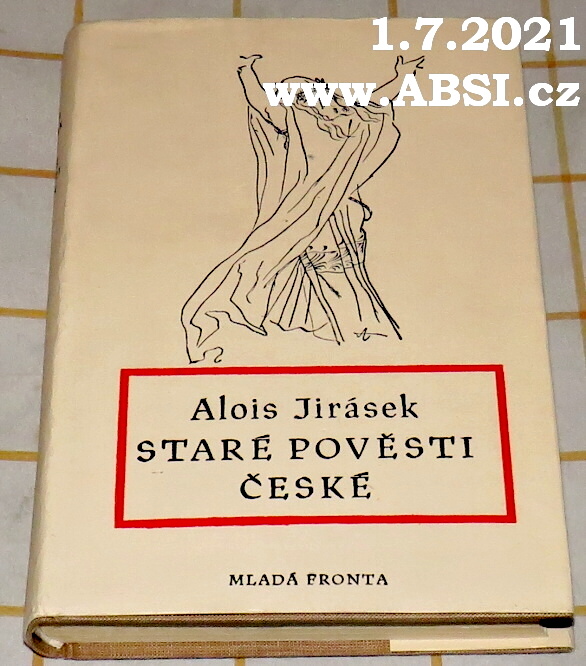 1.7.2021
www.ABSI.cz
Alois Jirásek
STARÉ POVĚSTI
ČESKÉ
MLADÁ FRONTA